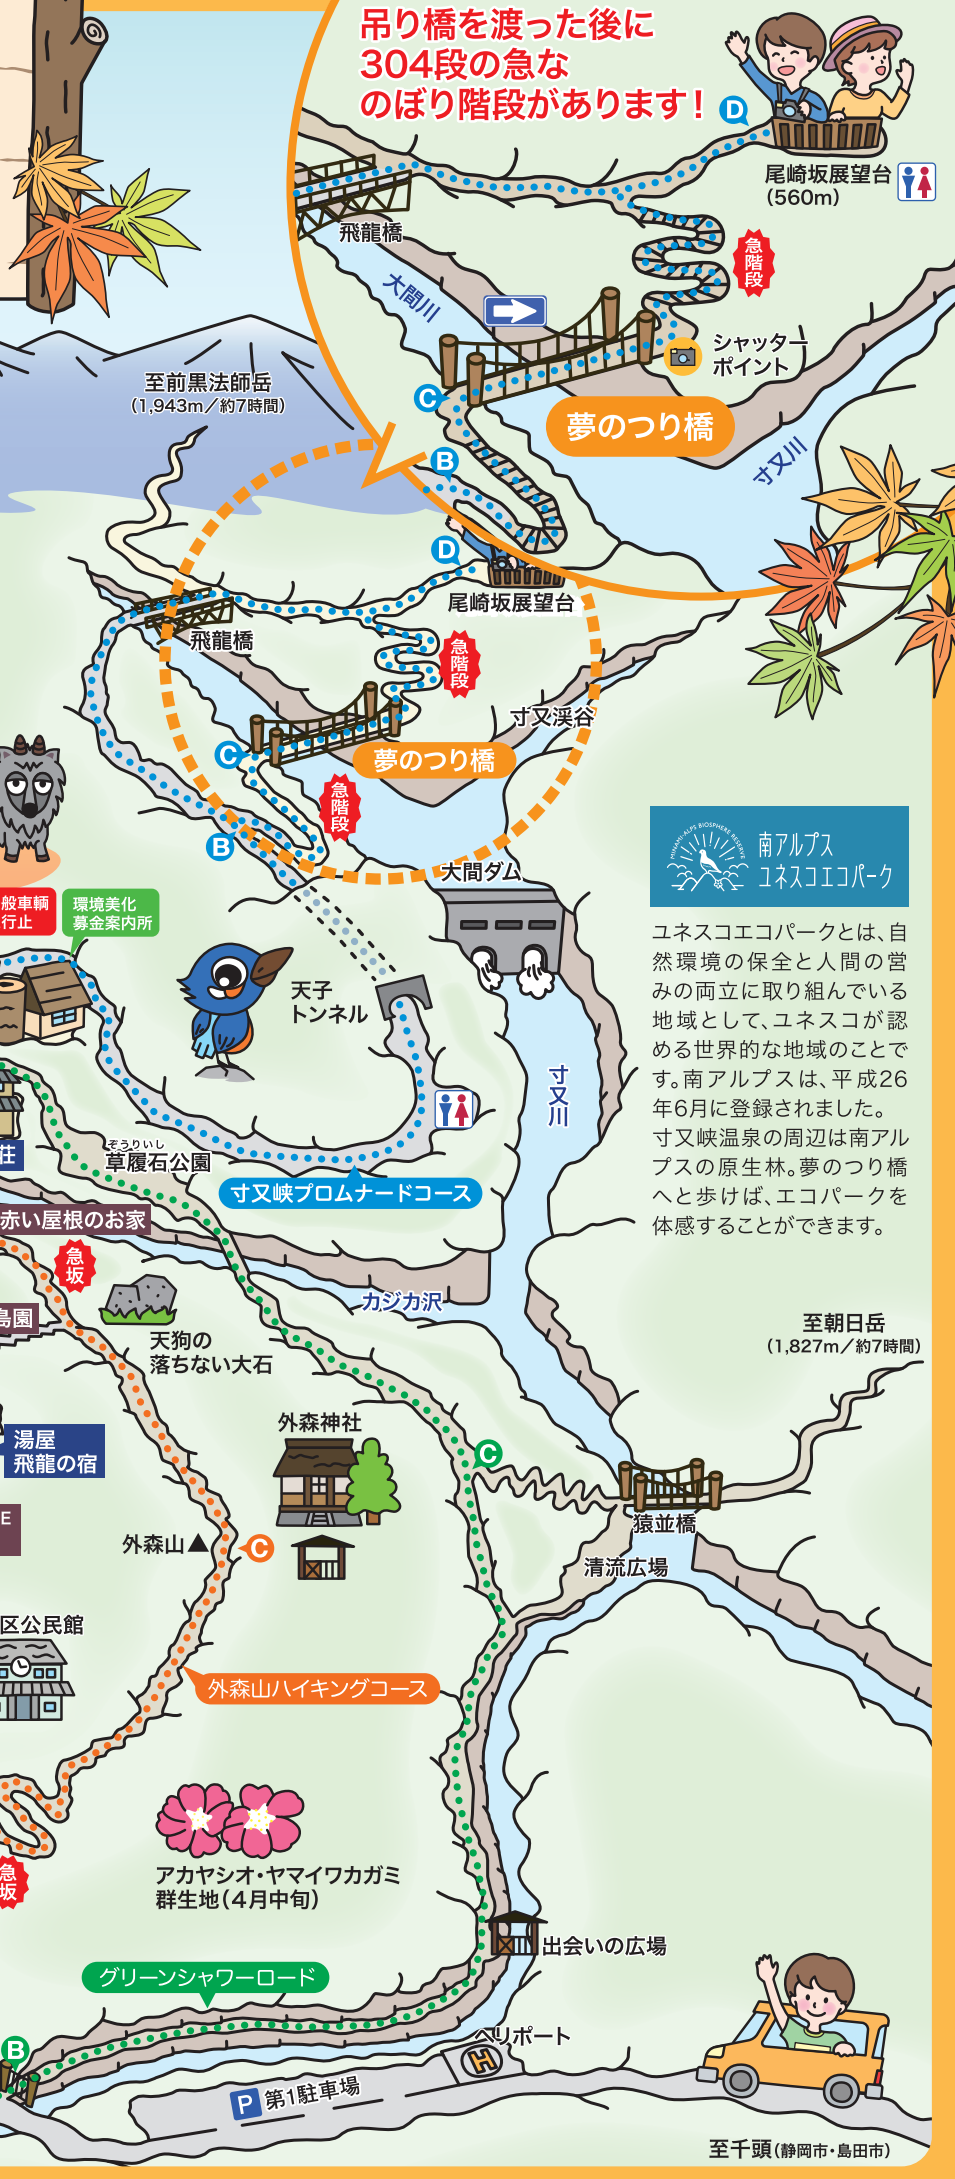 吊り橋を渡った後に
304段の急な
のぼり階段があります!
D
尾崎坂展望台
(560m)
飛龍橋
急階段
大間川
シャッター
ポイント
C
夢のつり橋
寸又川
B
至前黒法師岳
(1,943m/約7時間)
D
尾崎坂展望台
飛龍橋
急階段
寸又渓谷
C
夢のつり橋
急階段
B
大間ダム
南アルプス
ユネスコエコパーク
MINAMI-ALPS BIOSPHERE RESERVE
ユネスコエコパークとは、自
然環境の保全と人間の営
みの両立に取り組んでいる
地域として、ユネスコが認
める世界的な地域のことで
す。南アルプスは、平成26
年6月に登録されました。
寸又峡温泉の周辺は南アル
プスの原生林。夢のつり橋
へと歩けば、エコパークを
体感することができます。
般車輌
行止
環境美化
募金案内所
天子
トンネル
寸又川
ぞうりいし
草履石公園
荘
寸又峡プロムナードコース
赤い屋根のお家
急坂
カジカ沢
島園
天狗の
落ちない大石
至朝日岳
(1,827m/約7時間)
外森神社
湯屋
飛龍の宿
C
E
猿並橋
外森山▲
C
清流広場
区公民館
外森山ハイキングコース
アカヤシオ・ヤマイワカガミ
群生地(4月中旬)
急坂
出会いの広場
グリーンシャワーロード
B
ヘリポート
H
P 第1駐車場
至千頭(静岡市・島田市)